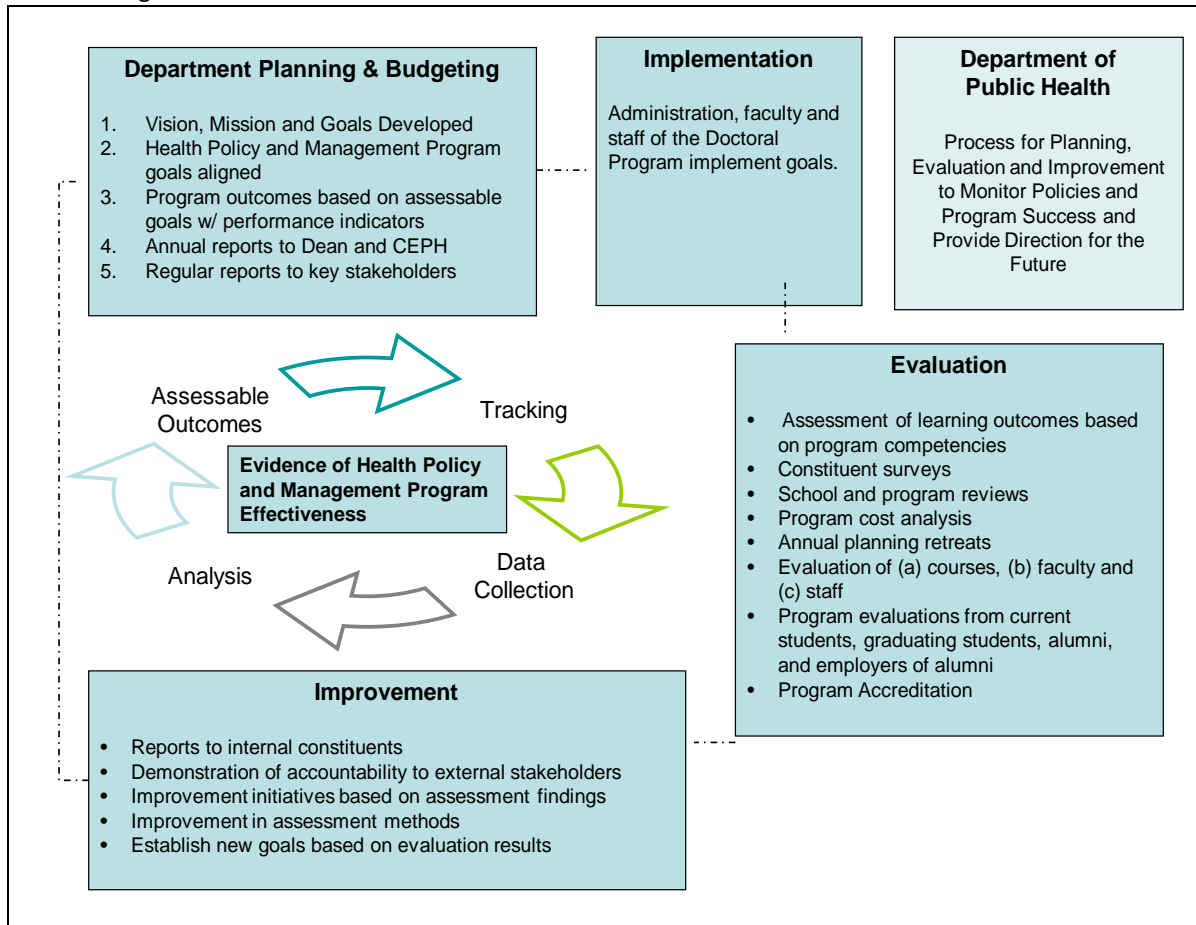 Department Planning & Budgeting
1. Vision, Mission and Goals Developed
2. Health Policy and Management Program
goals aligned
3. Program outcomes based on assessable
goals w/ performance indicators
4. Annual reports to Dean and CEPH
5. Regular reports to key stakeholders
Implementation
Administration, faculty and
staff of the Doctoral
Program implement goals.
Department of
Public Health
Process for Planning,
Evaluation and Improvement
to Monitor Policies and
Program Success and
Provide Direction for the
Future
Assessable
Outcomes
Tracking
Evidence of Health Policy
and Management Program
Effectiveness
Analysis
Data
Collection
Evaluation
• Assessment of learning outcomes based
on program competencies
• Constituent surveys
• School and program reviews
• Program cost analysis
• Annual planning retreats
• Evaluation of (a) courses, (b) faculty and
(c) staff
• Program evaluations from current
students, graduating students, alumni,
and employers of alumni
• Program Accreditation
Improvement
• Reports to internal constituents
• Demonstration of accountability to external stakeholders
• Improvement initiatives based on assessment findings
• Improvement in assessment methods
• Establish new goals based on evaluation results